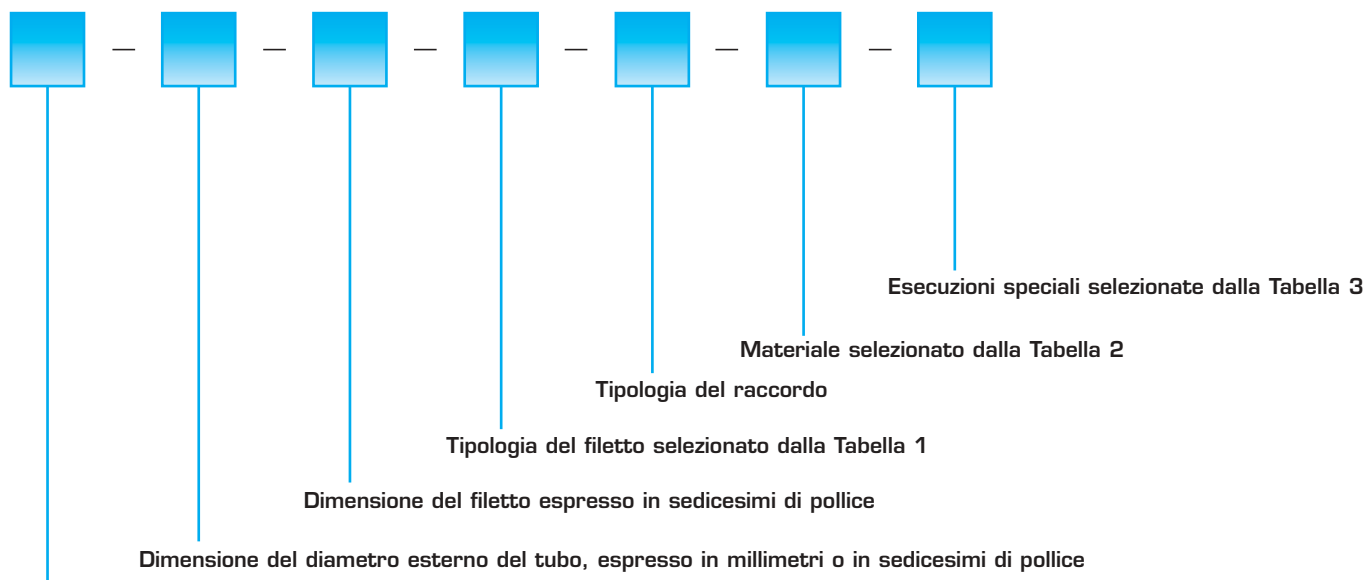 — — — — — —
Esecuzioni speciali selezionate dalla Tabella 3
Materiale selezionato dalla Tabella 2
Tipologia del raccordo
Tipologia del filetto selezionato dalla Tabella 1
Dimensione del filetto espresso in sedicesimi di pollice
Dimensione del diametro esterno del tubo, espresso in millimetri o in sedicesimi di pollice